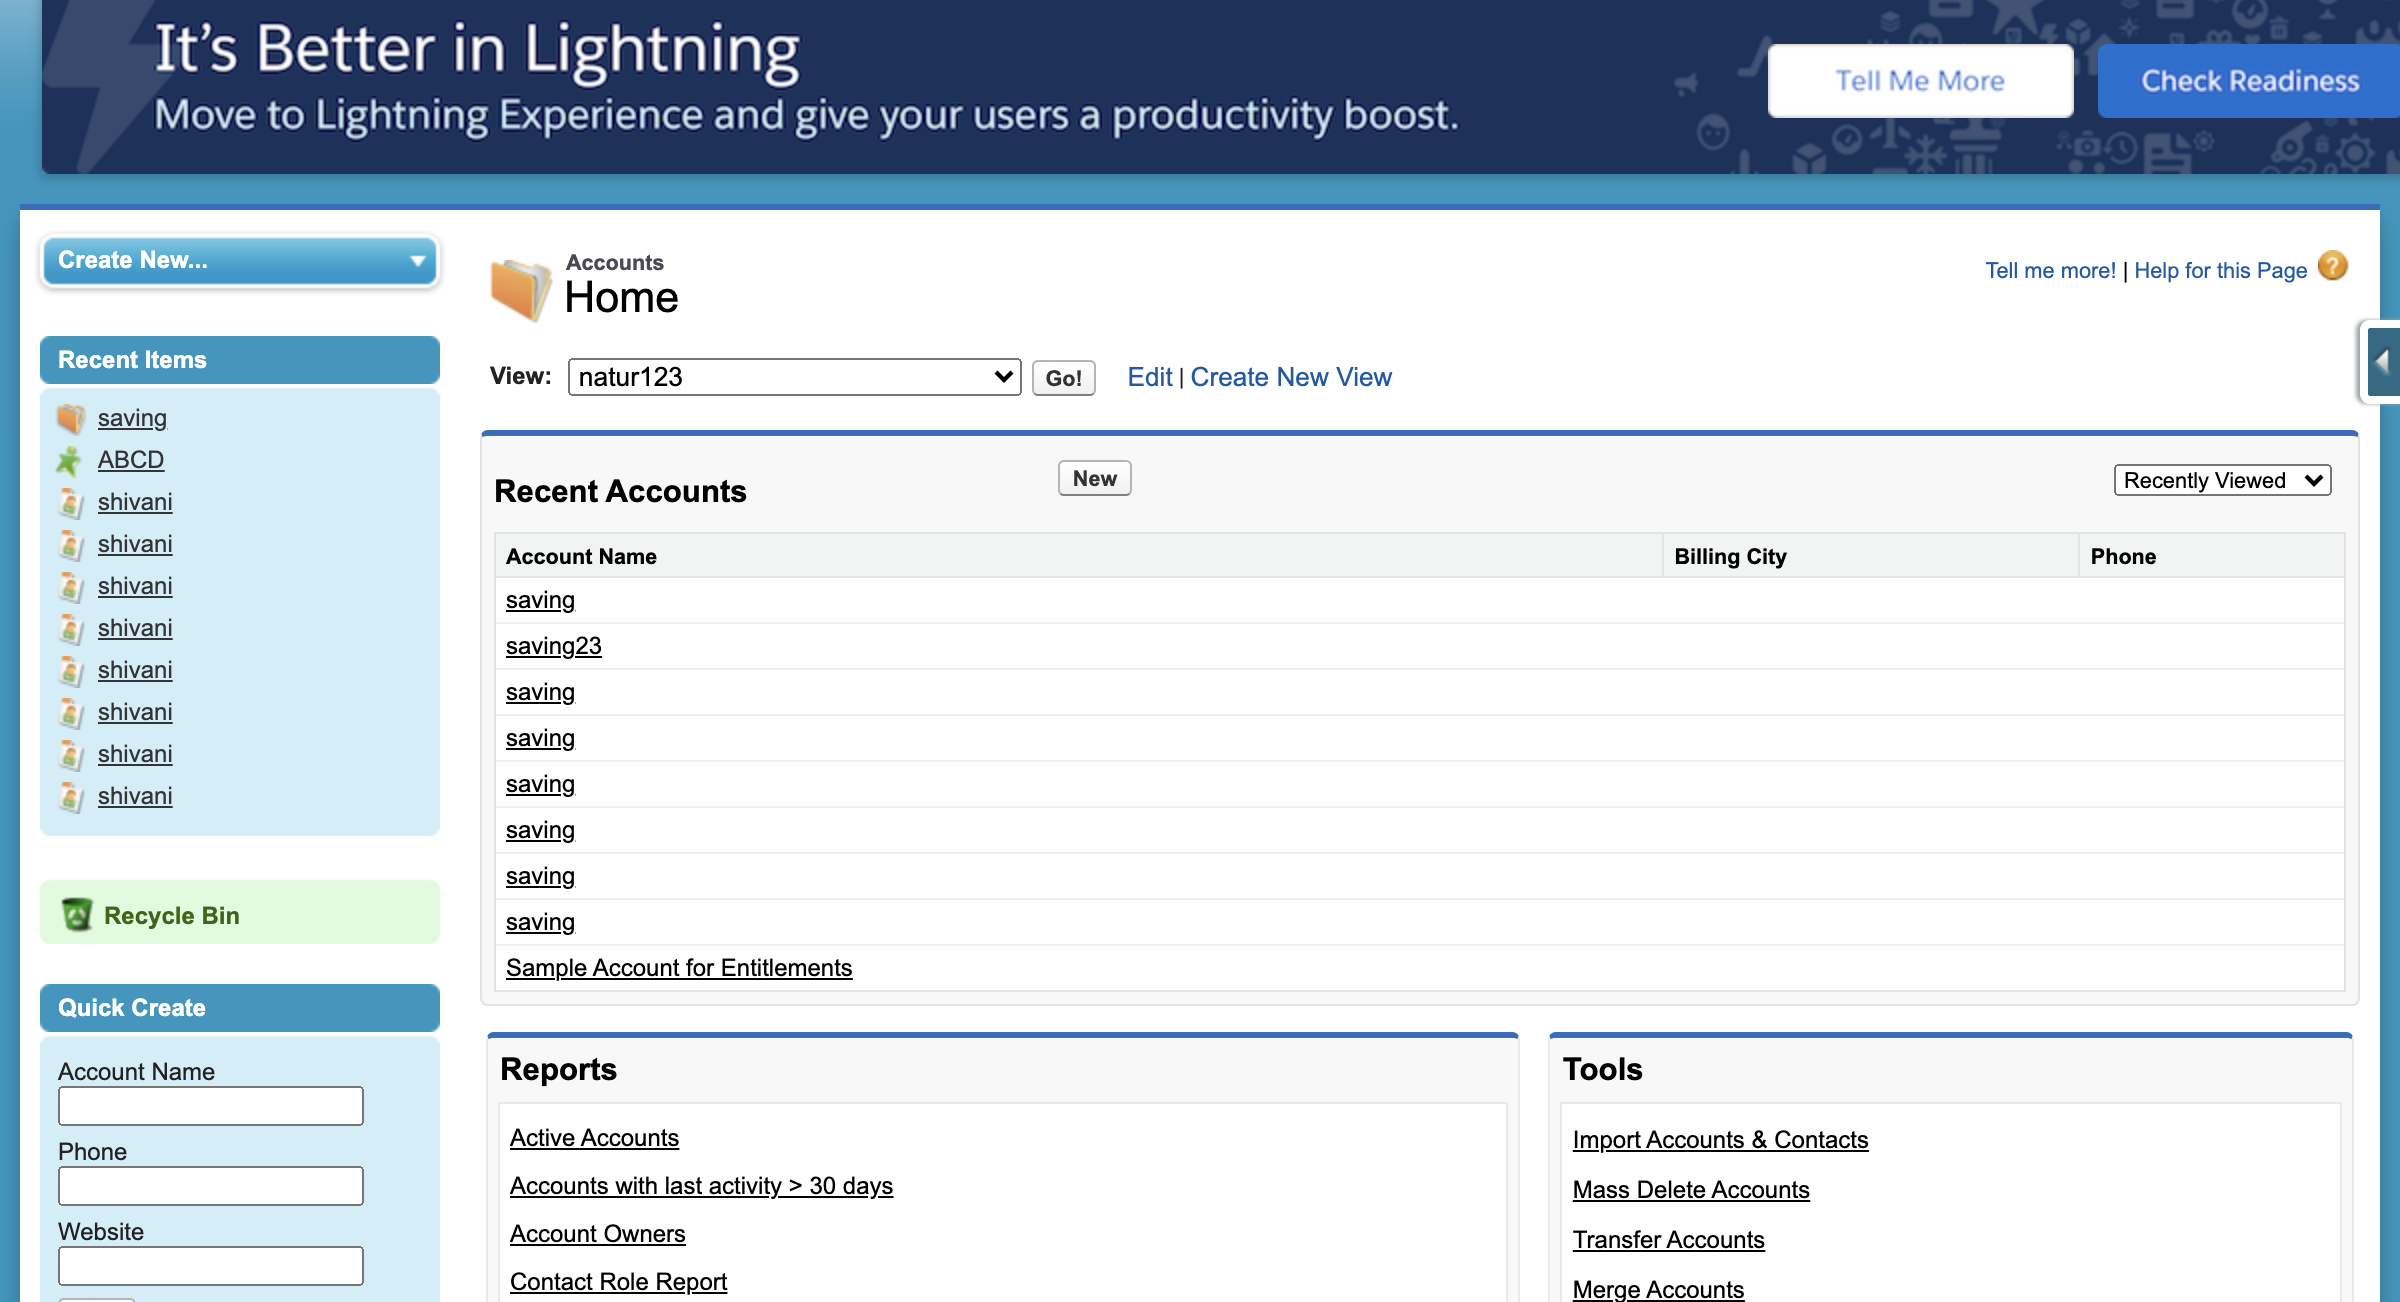 It's Better in Lightning
Move to Lightning Experience and give your users a productivity boost.
Tell Me More
Check Readiness
Create New...
Recent Items
saving
ABCD
shivani
shivani
shivani
shivani
shivani
shivani
shivani
shivani
Recycle Bin
Quick Create
Account Name
Phone
Website
Accounts
Home
Tell me more! | Help for this Page
View: natur123 Go! Edit | Create New View
Recent Accounts New Recently Viewed
Account Name Billing City Phone
saving
saving23
saving
saving
saving
saving
saving
saving
Sample Account for Entitlements
Reports
Active Accounts
Accounts with last activity > 30 days
Account Owners
Contact Role Report
Tools
Import Accounts & Contacts
Mass Delete Accounts
Transfer Accounts
Merge Accounts